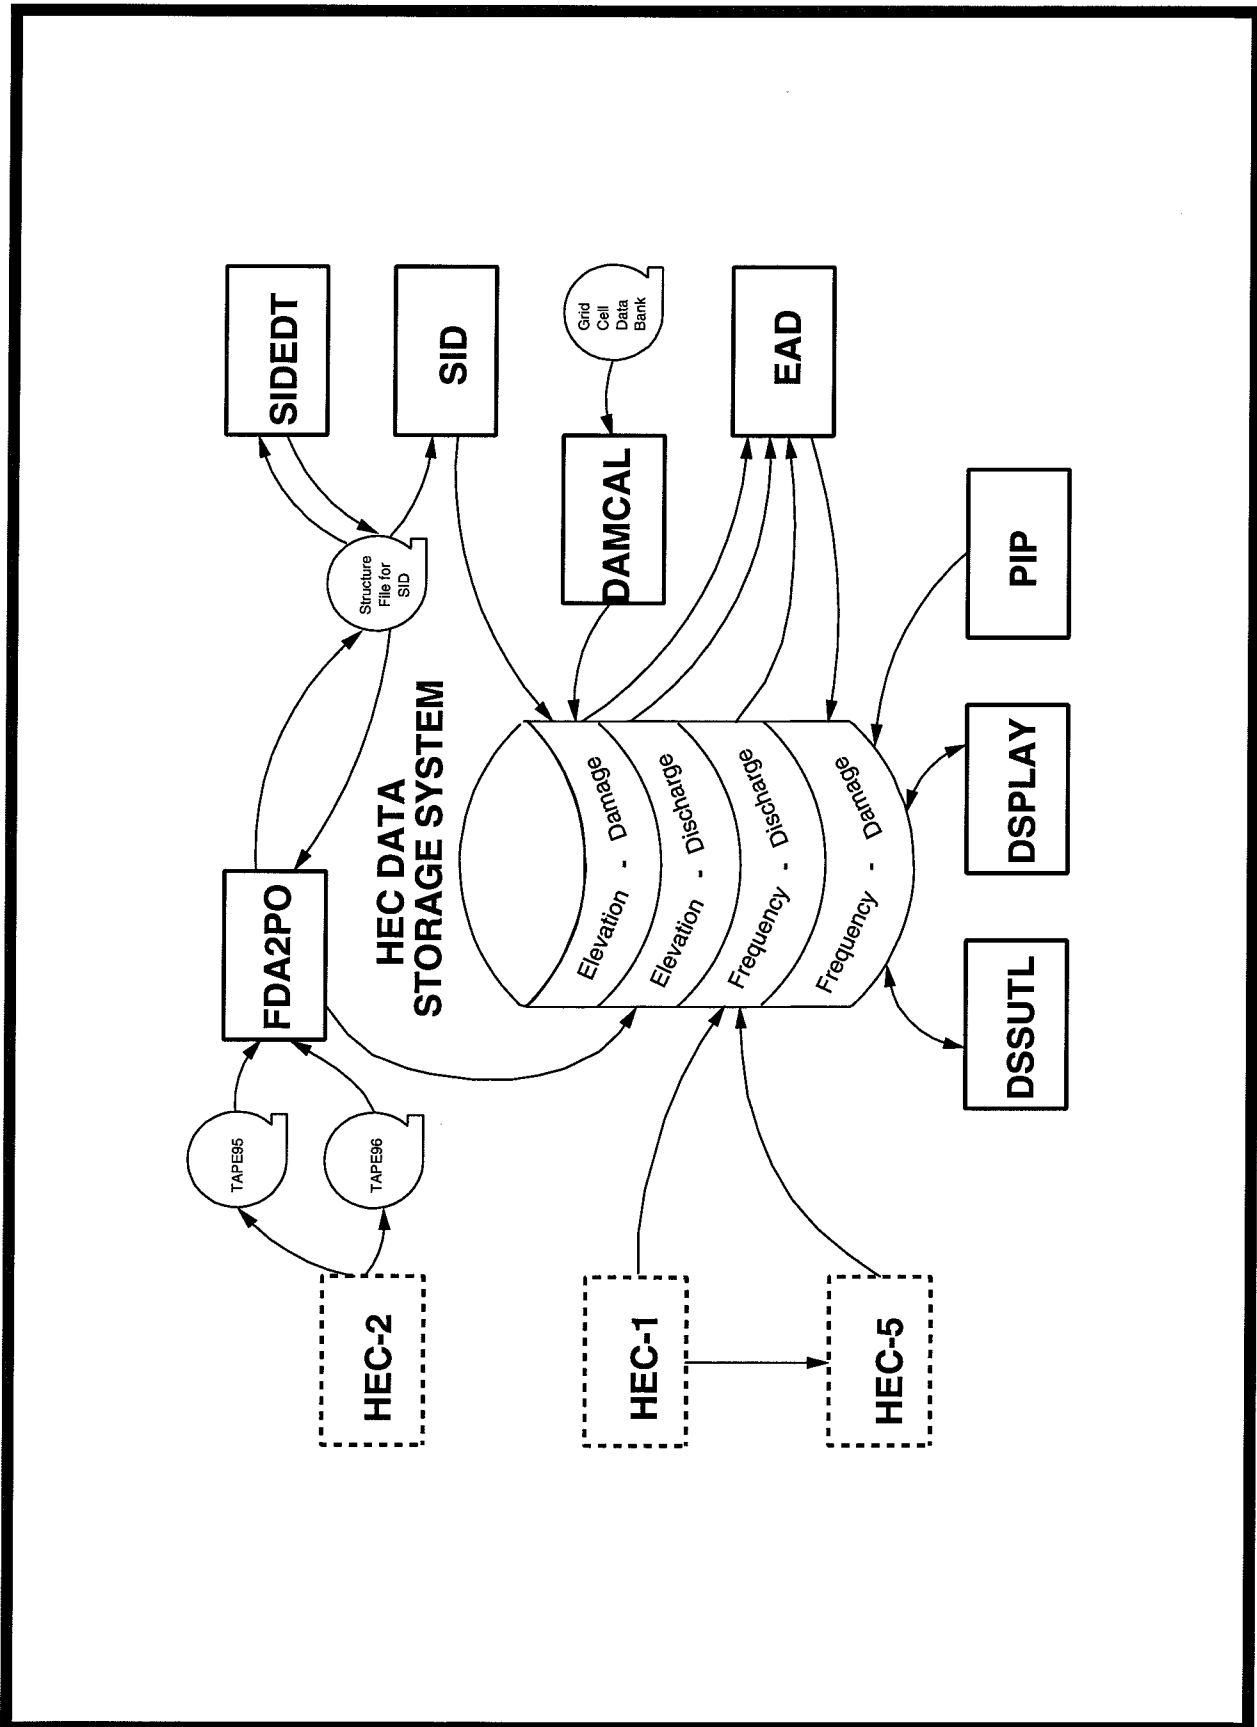 HEC-2
TAPE95
TAPE96
FDA2PO
Structure
File for
SID
SIDEDT
SID
HEC DATA
STORAGE SYSTEM
Grid
Cell
Data
Bank
DAMCAL
EAD
Elevation - Damage
Elevation - Discharge
Frequency - Discharge
Frequency - Damage
HEC-1
HEC-5
DSSUTL
DSPLAY
PIP